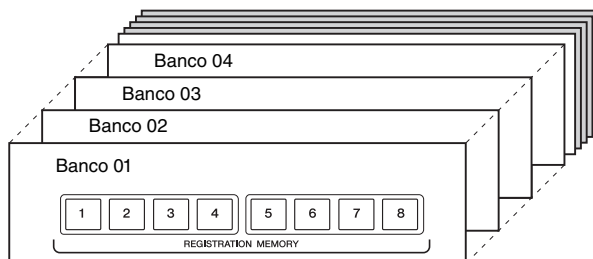 Banco 04
Banco 03
Banco 02
Banco 01
1 2 3 4 5 6 7 8
REGISTRATION MEMORY